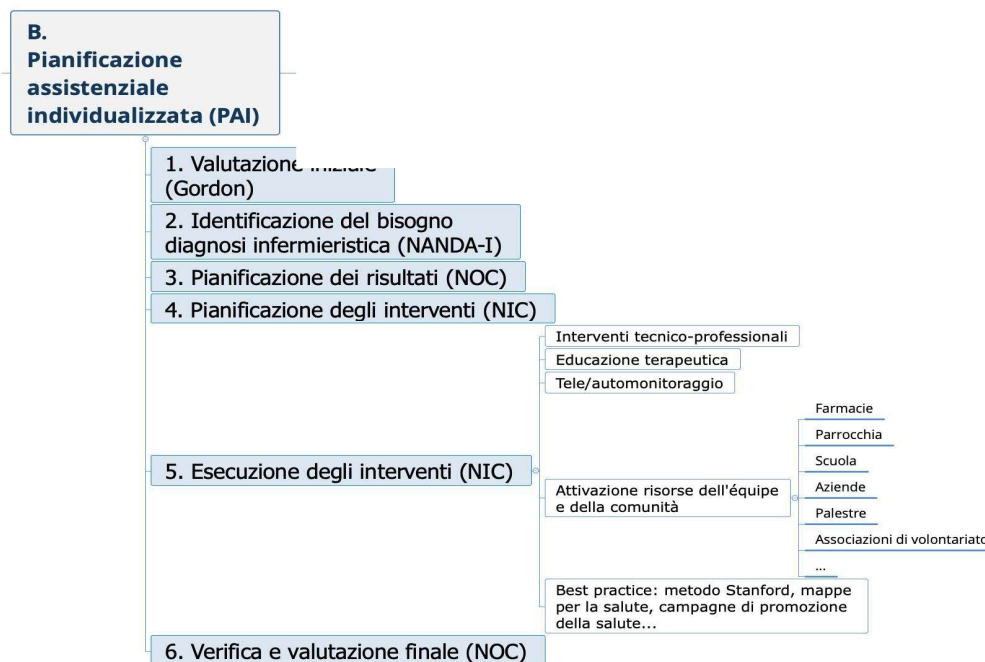 B.
Pianificazione
assistenziale
individualizzata (PAI)
1. Valutazione iniziale
(Gordon)
2. Identificazione del bisogno
diagnosi infermieristica (NANDA-I)
3. Pianificazione dei risultati (NOC)
4. Pianificazione degli interventi (NIC)
Interventi tecnico-professionali
Educazione terapeutica
Tele/automonitoraggio
5. Esecuzione degli interventi (NIC)
Attivazione risorse dell'équipe
e della comunità
Farmacie
Parrocchia
Scuola
Aziende
Palestre
Associazioni di volontariato
...
Best practice: metodo Stanford, mappe
per la salute, campagne di promozione
della salute...
6. Verifica e valutazione finale (NOC)